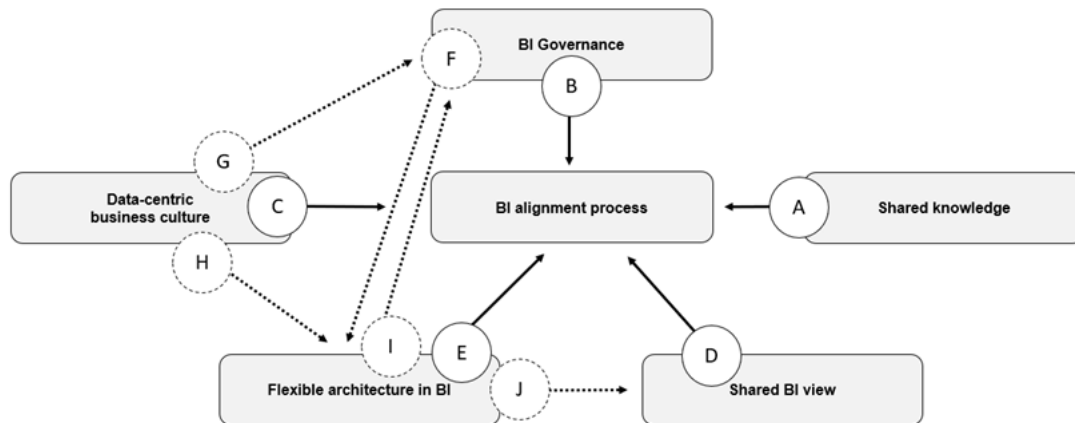 BI Governance
F
B
G
Data-centric
business culture
C
BI alignment process
A
Shared knowledge
H
I
E
D
Flexible architecture in BI
J
Shared BI view